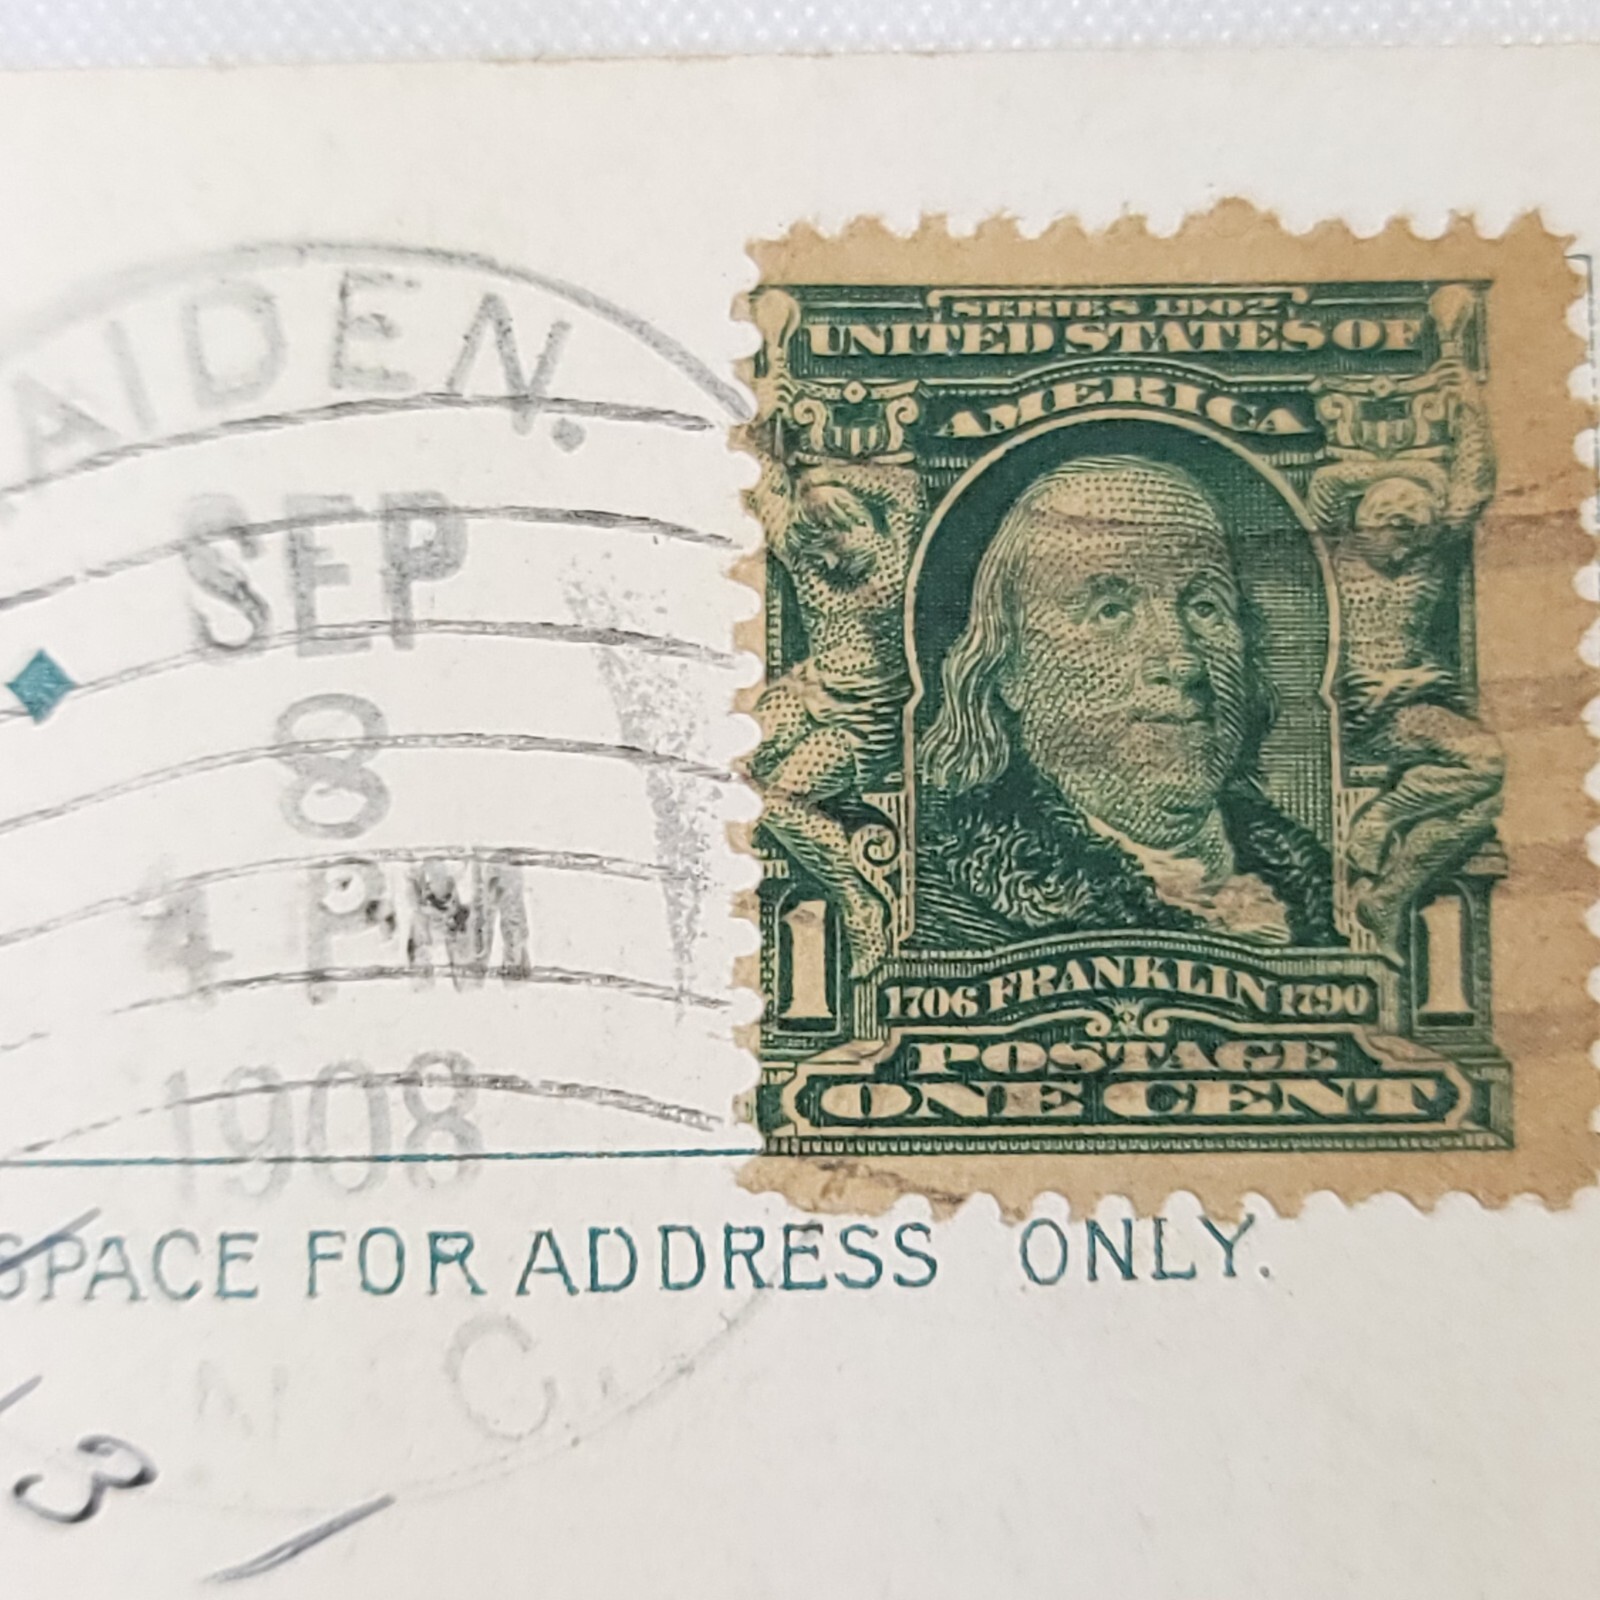 AIDEN.
SEP
8
4 PM
1908
N.C.
SERIES 1902
UNITED STATES OF
AMERICA
1 1
1706 FRANKLIN 1790
POSTAGE
ONE CENT
SPACE FOR ADDRESS ONLY.
3